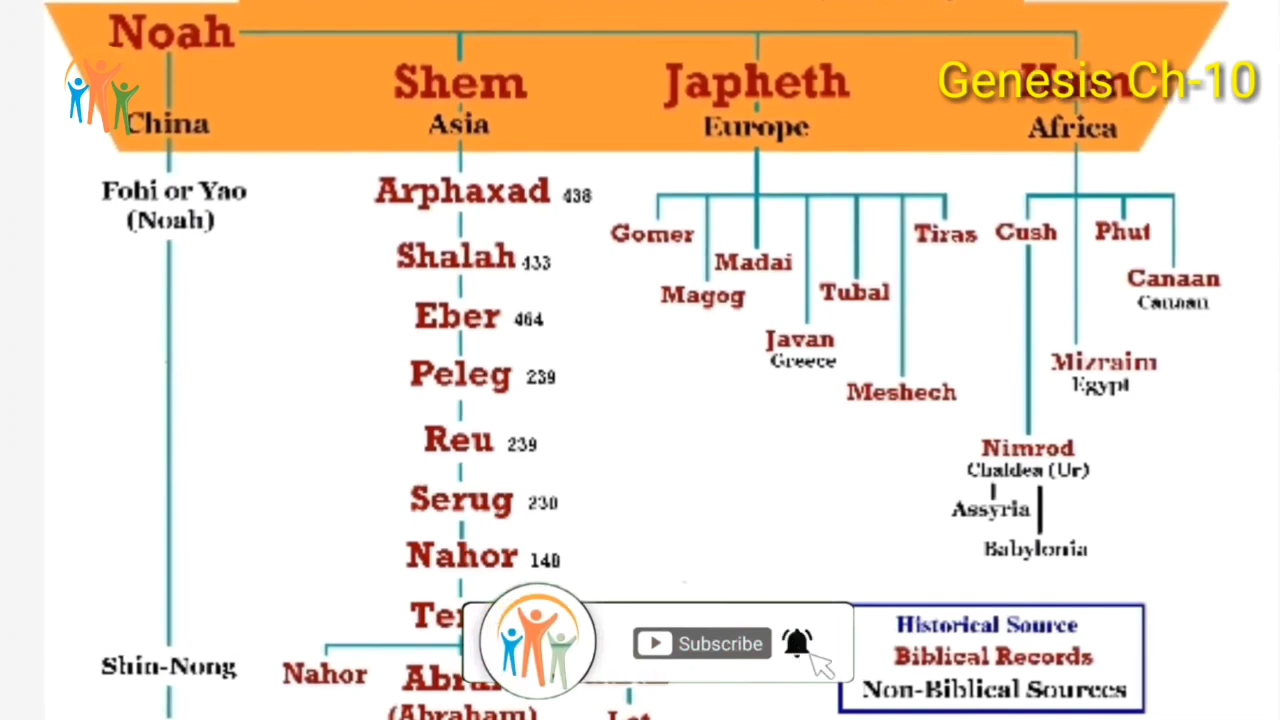 Noah
Shem
Japheth
Genesis Ch-10
China
Asia
Europe
Africa
Fohi or Yao
(Noah)
Arphaxad 438
Shalah 433
Eber 464
Peleg 239
Reu 239
Serug 230
Nahor 148
Gomer
Magog
Madai
Javan
Greece
Tubal
Meshech
Tiras
Cush
Phut
Canaan
Canaan
Mizraim
Egypt
Nimrod
Chaldea (Ur)
Assyria
Babylonia
Shin-Nong
Nahor
(Abraham)
Subscribe
Historical Source
Biblical Records
Non-Biblical Sources